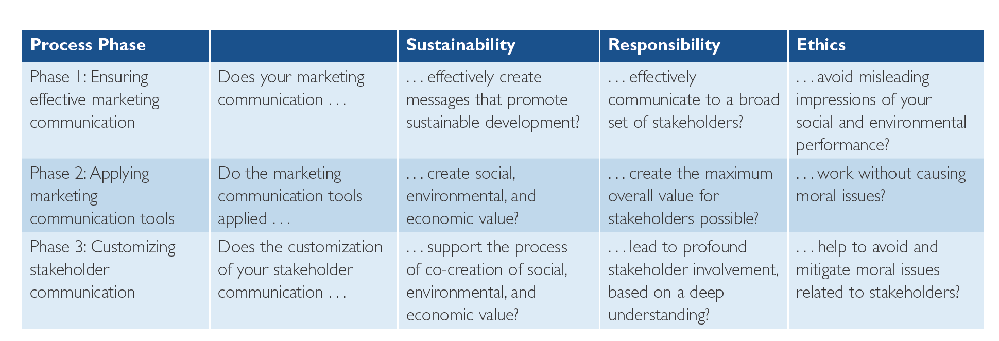 Process Phase
Sustainability
Responsibility
Ethics
Phase 1: Ensuring
effective marketing
communication
Does your marketing
communication . . .
. . . effectively create
messages that promote
sustainable development?
. . . effectively
communicate to a broad
set of stakeholders?
. . . avoid misleading
impressions of your
social and environmental
performance?
Phase 2: Applying
marketing
communication tools
Do the marketing
communication tools
applied . . .
. . . create social,
environmental, and
economic value?
. . . create the maximum
overall value for
stakeholders possible?
. . . work without causing
moral issues?
Phase 3: Customizing
stakeholder
communication
Does the customization
of your stakeholder
communication . . .
. . . support the process
of co-creation of social,
environmental, and
economic value?
. . . lead to profound
stakeholder involvement,
based on a deep
understanding?
. . . help to avoid and
mitigate moral issues
related to stakeholders?